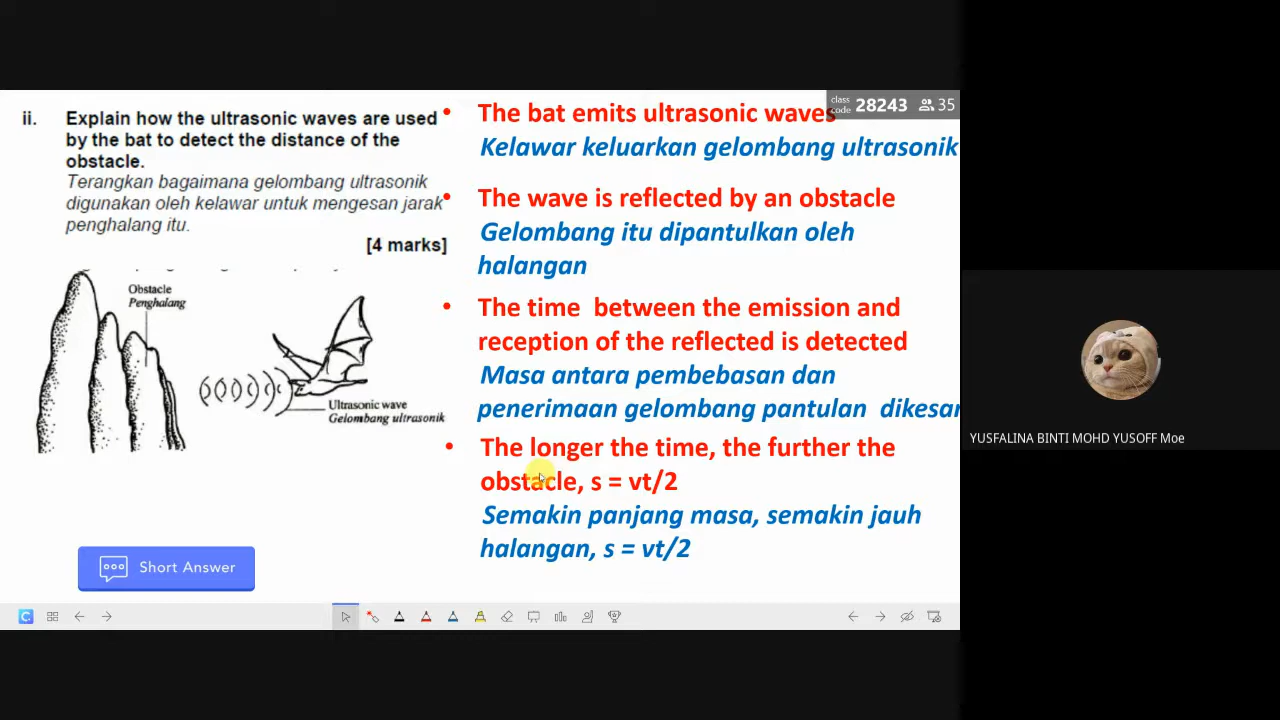 ii. Explain how the ultrasonic waves are used
by the bat to detect the distance of the
obstacle.
Terangkan bagaimana gelombang ultrasonik
digunakan oleh kelawar untuk mengesan jarak
penghalang itu.
[4 marks]
Obstacle
Penghalang
Ultrasonic wave
Gelombang ultrasonik
Short Answer
• The bat emits ultrasonic waves
Kelawar keluarkan gelombang ultrasonik
• The wave is reflected by an obstacle
Gelombang itu dipantulkan oleh
halangan
• The time between the emission and
reception of the reflected is detected
Masa antara pembebasan dan
penerimaan gelombang pantulan dikesan
• The longer the time, the further the
obstacle, s = vt/2
Semakin panjang masa, semakin jauh
halangan, s = vt/2
class
code 28243 35
YUSFALINA BINTI MOHD YUSOFF Moe